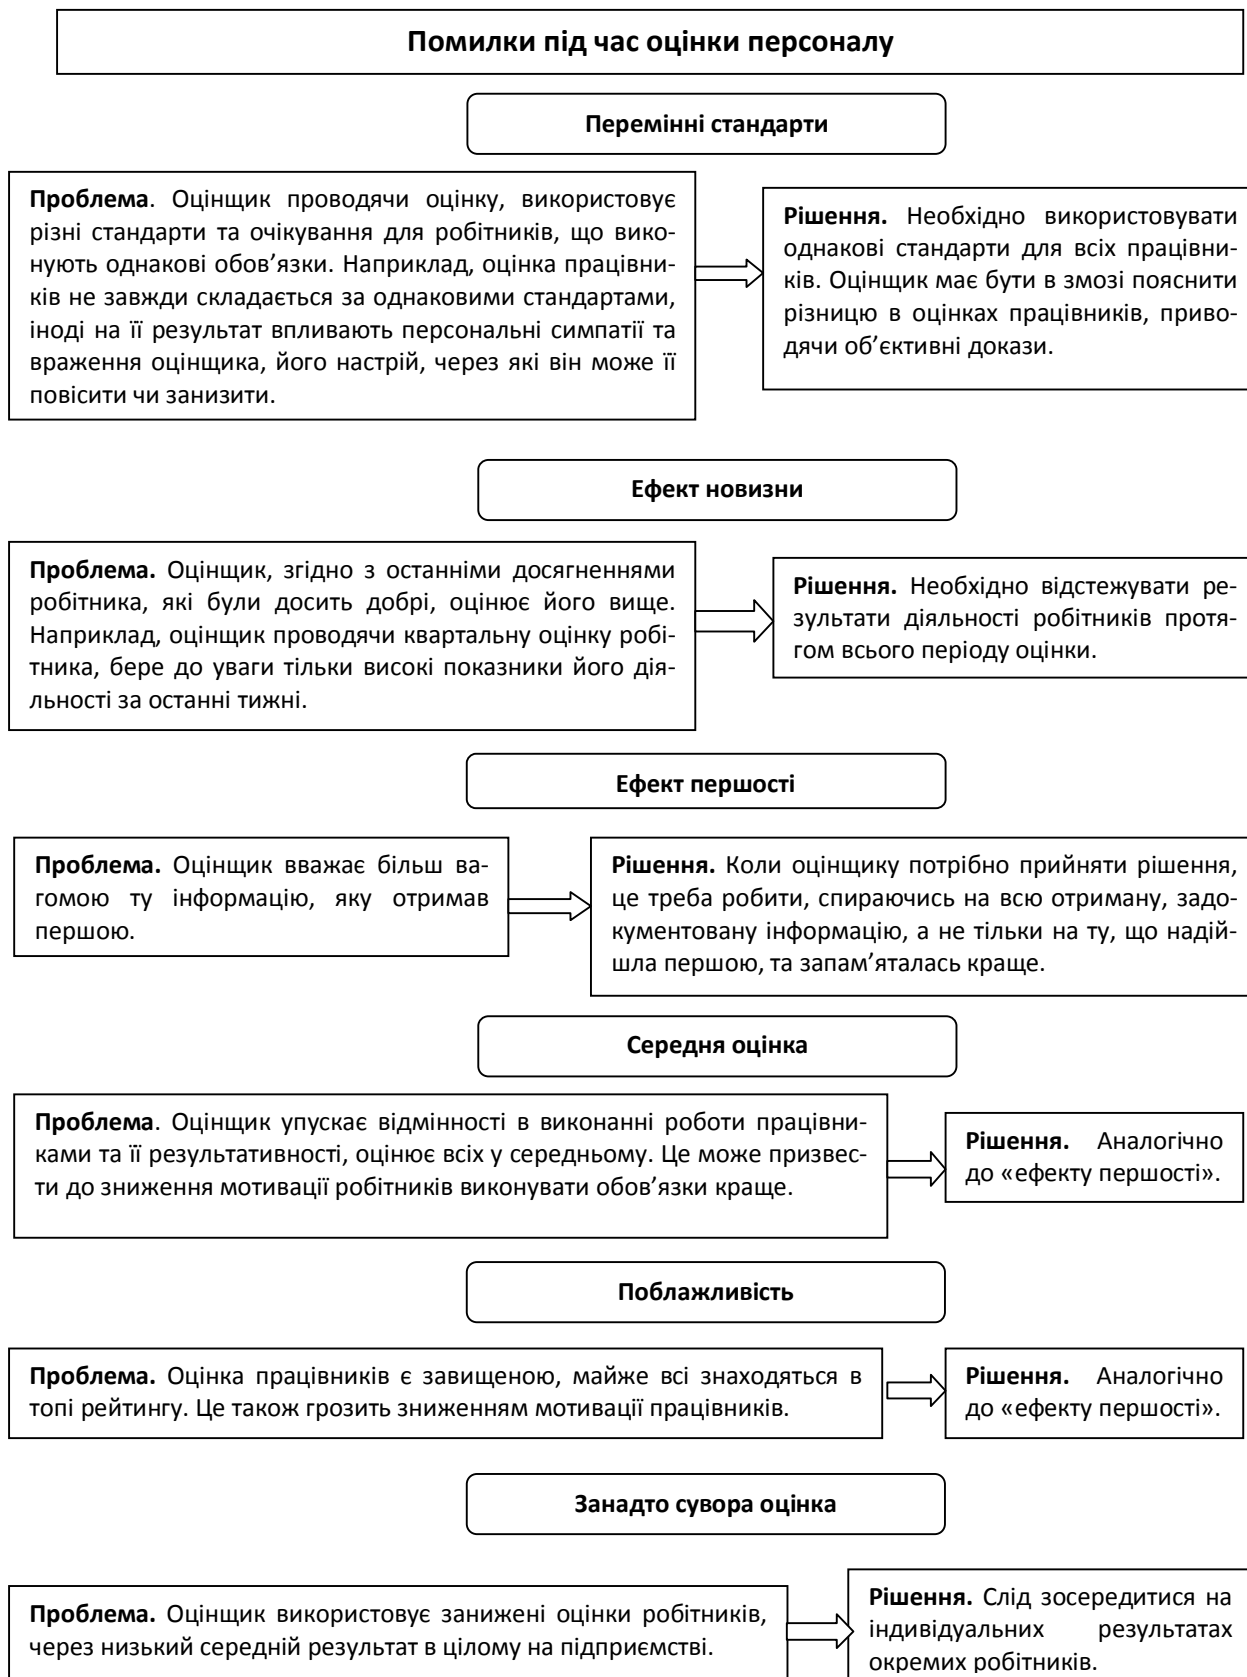 Помилки під час оцінки персоналу
Перемінні стандарти
Проблема. Оцінщик проводячи оцінку, використовує
різні стандарти та очікування для робітників, що вико-
нують однакові обов’язки. Наприклад, оцінка працівни-
ків не завжди складається за однаковими стандартами,
іноді на її результат впливають персональні симпатії та
враження оцінщика, його настрій, через які він може її
повісити чи занизити.
Рішення. Необхідно використовувати
однакові стандарти для всіх працівни-
ків. Оцінщик має бути в змозі пояснити
різницю в оцінках працівників, приво-
дячи об’єктивні докази.
Ефект новизни
Проблема. Оцінщик, згідно з останніми досягненнями
робітника, які були досить добрі, оцінює його вище.
Наприклад, оцінщик проводячи квартальну оцінку робі-
тника, бере до уваги тільки високі показники його дія-
льності за останні тижні.
Рішення. Необхідно відстежувати ре-
зультати діяльності робітників протя-
гом всього періоду оцінки.
Ефект першості
Проблема. Оцінщик вважає більш ва-
гомою ту інформацію, яку отримав
першою.
Рішення. Коли оцінщику потрібно прийняти рішення,
це треба робити, спираючись на всю отриману, задо-
кументовану інформацію, а не тільки на ту, що надій-
шла першою, та запам’яталась краще.
Середня оцінка
Проблема. Оцінщик упускає відмінності в виконанні роботи працівни-
ками та її результативності, оцінює всіх у середньому. Це може призвес-
ти до зниження мотивації робітників виконувати обов’язки краще.
Рішення. Аналогічно
до «ефекту першості».
Поблажливість
Проблема. Оцінка працівників є завищеною, майже всі знаходяться в
топі рейтингу. Це також грозить зниженням мотивації працівників.
Рішення. Аналогічно
до «ефекту першості».
Занадто сувора оцінка
Проблема. Оцінщик використовує занижені оцінки робітників,
через низький середній результат в цілому на підприємстві.
Рішення. Слід зосередитися на
індивідуальних результатах
окремих робітників.